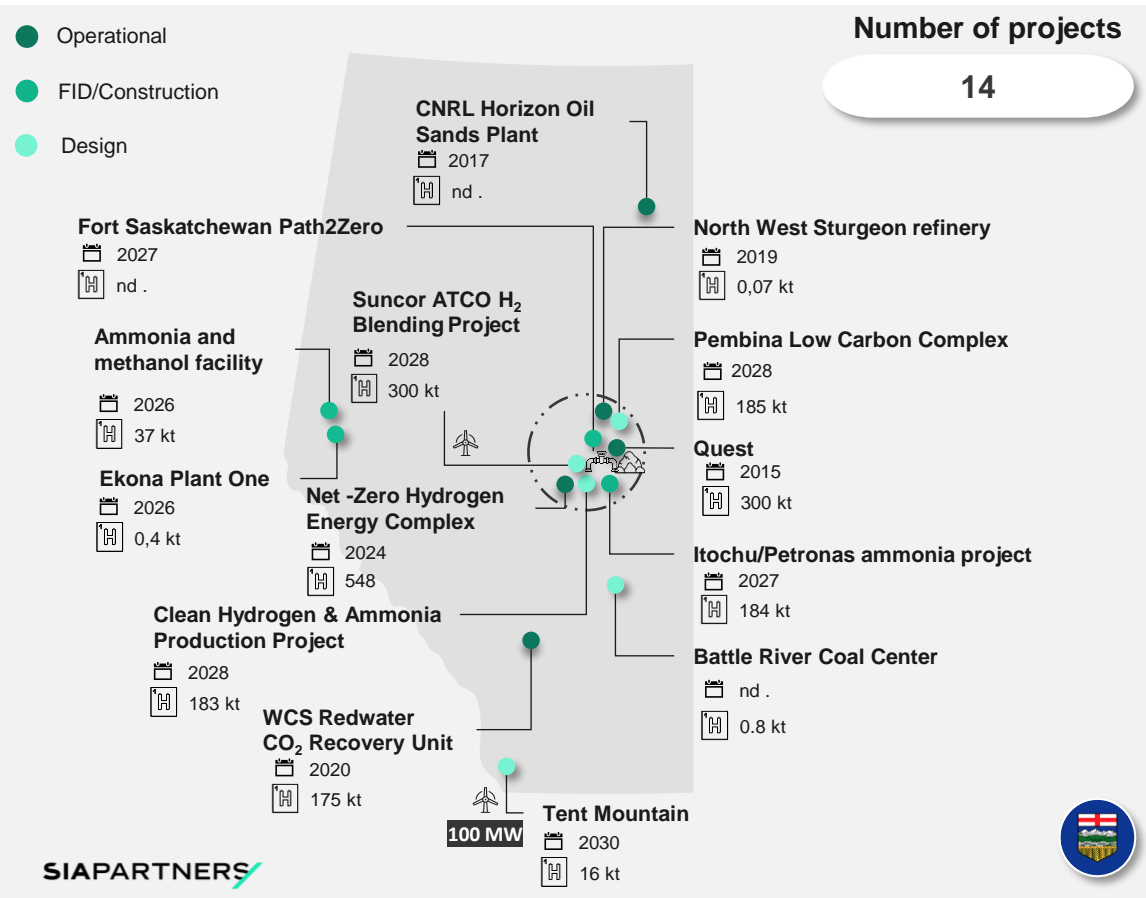 Operational
FID/Construction
Design
Number of projects
14
CNRL Horizon Oil
Sands Plant
2017
H nd .
Fort Saskatchewan Path2Zero
2027
H nd .
North West Sturgeon refinery
2019
H 0,07 kt
Suncor ATCO H₂
Blending Project
2028
H 300 kt
Ammonia and
methanol facility
2026
H 37 kt
Pembina Low Carbon Complex
2028
H 185 kt
Ekona Plant One
2026
H 0,4 kt
Quest
2015
H 300 kt
Net -Zero Hydrogen
Energy Complex
2024
H 548
Itochu/Petronas ammonia project
2027
H 184 kt
Clean Hydrogen & Ammonia
Production Project
2028
H 183 kt
Battle River Coal Center
nd .
H 0.8 kt
WCS Redwater
CO₂ Recovery Unit
2020
H 175 kt
100 MW
Tent Mountain
2030
H 16 kt
SIAPARTNERS